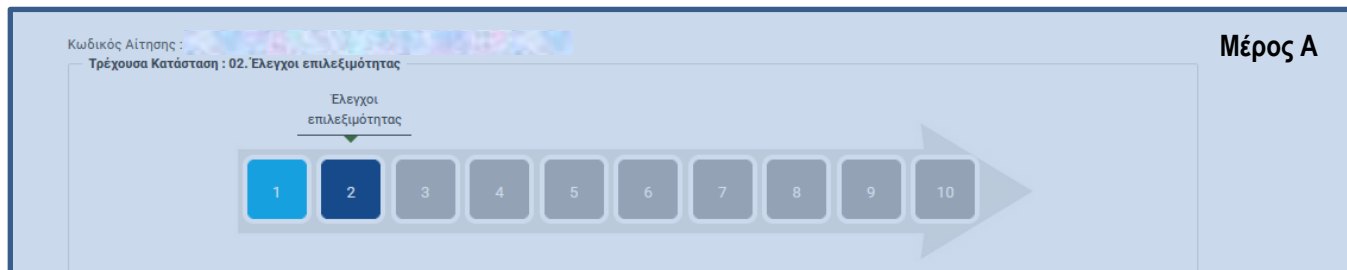 Κωδικός Αίτησης :
Μέρος Α
Τρέχουσα Κατάσταση : 02. Έλεγχοι επιλεξιμότητας
Έλεγχοι
επιλεξιμότητας
1 2 3 4 5 6 7 8 9 10